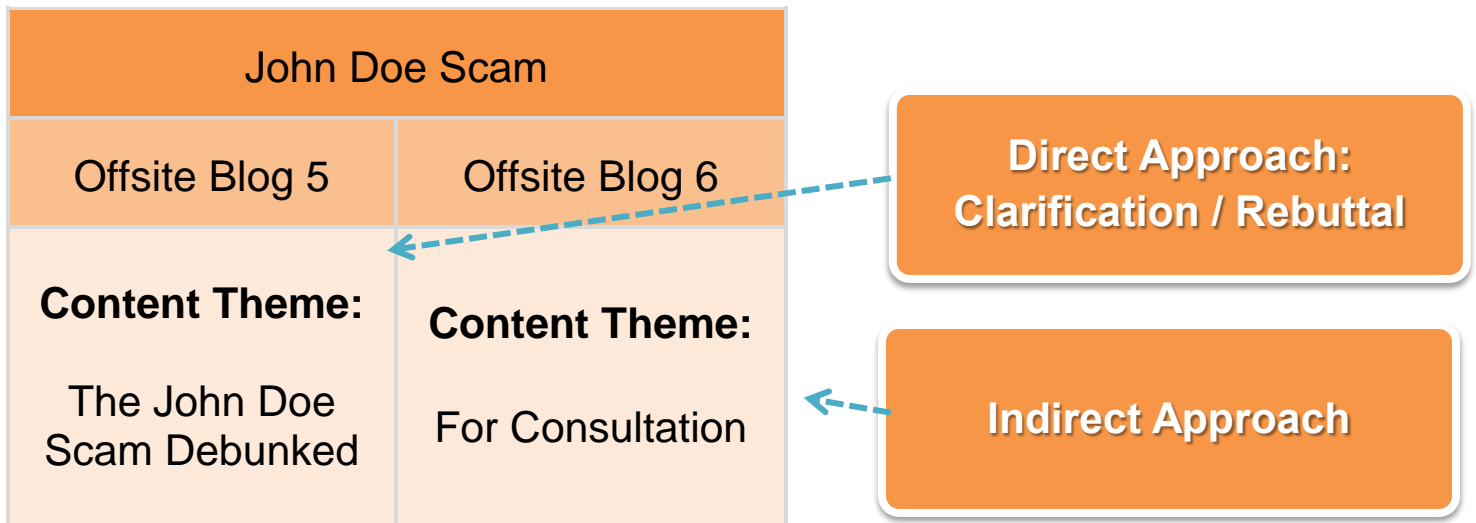 John Doe Scam
Offsite Blog 5
Offsite Blog 6
Content Theme:
The John Doe
Scam Debunked
Content Theme:
For Consultation
Direct Approach:
Clarification / Rebuttal
Indirect Approach